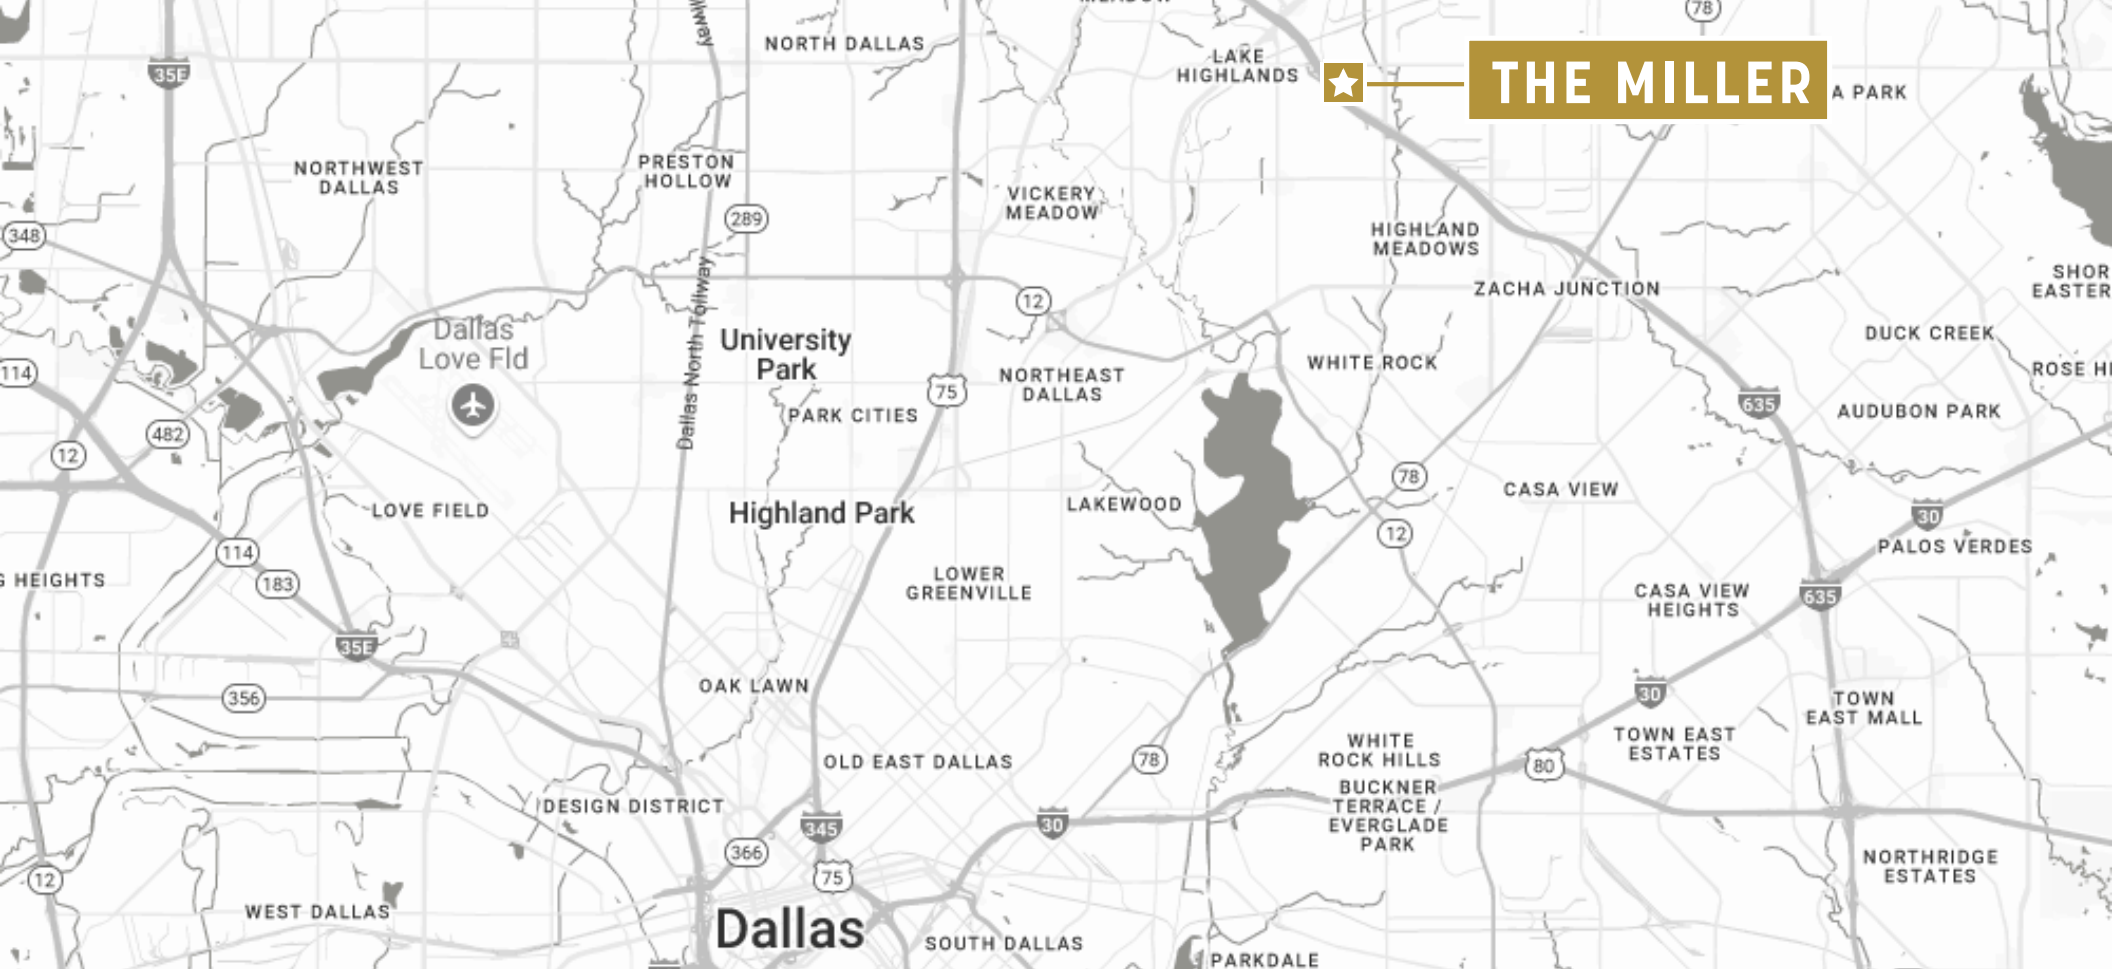 78
way
NORTH DALLAS
LAKE
HIGHLANDS
THE MILLER
35E
A PARK
NORTHWEST
DALLAS
PRESTON
HOLLOW
VICKERY
MEADOW
289
348
HIGHLAND
MEADOWS
ZACHA JUNCTION
SHOR
EASTER
12
Dallas
Love Fld
Dallas North Tollway
University
Park
DUCK CREEK
114
NORTHEAST
DALLAS
WHITE ROCK
ROSE HI
75
635
PARK CITIES
AUDUBON PARK
482
12
78
LOVE FIELD
Highland Park
LAKEWOOD
CASA VIEW
30
12
114
183
PALOS VERDES
G HEIGHTS
LOWER
GREENVILLE
CASA VIEW
HEIGHTS
635
35E
356
OAK LAWN
30
TOWN
EAST MALL
OLD EAST DALLAS
78
WHITE
ROCK HILLS
TOWN EAST
ESTATES
80
DESIGN DISTRICT
BUCKNER
TERRACE /
EVERGLADE
PARK
345
30
366
75
12
NORTHRIDGE
ESTATES
WEST DALLAS
Dallas
SOUTH DALLAS
PARKDALE